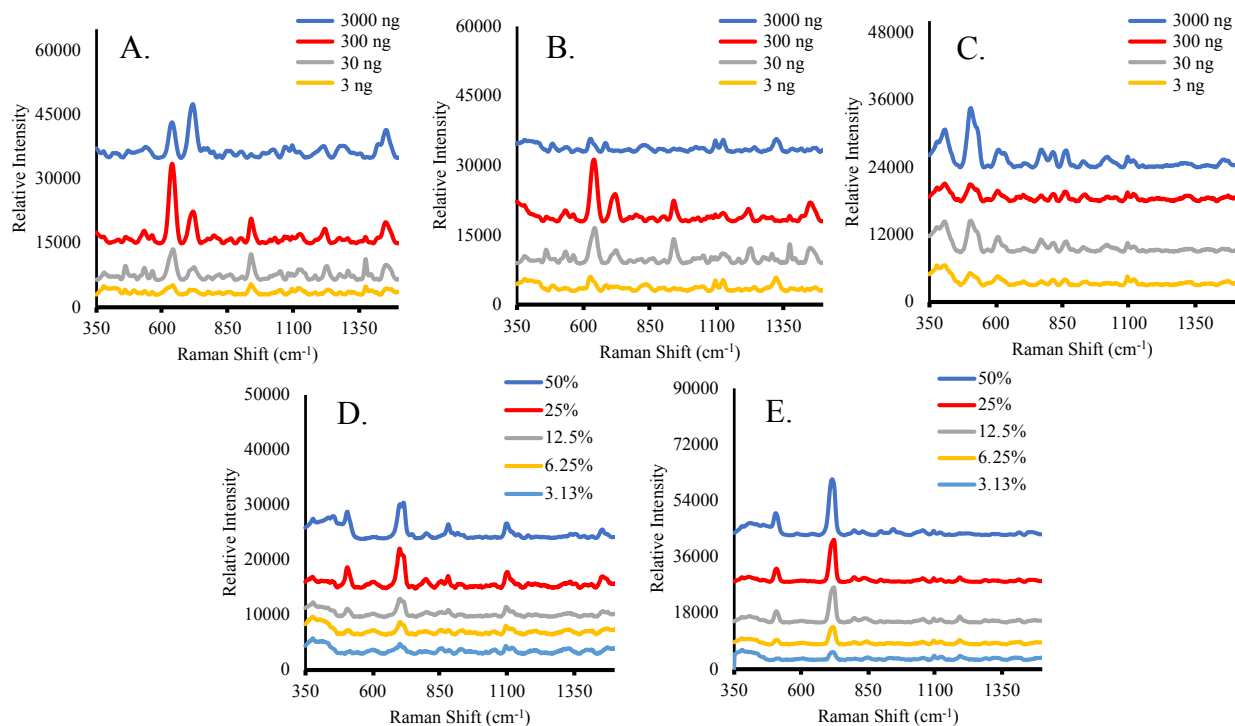 A.
3000 ng
300 ng
30 ng
3 ng
60000
45000
30000
15000
0
Relative Intensity
350 600 850 1100 1350
Raman Shift (cm-1)
B.
3000 ng
300 ng
30 ng
3 ng
60000
45000
30000
15000
0
Relative Intensity
350 600 850 1100 1350
Raman Shift (cm-1)
C.
3000 ng
300 ng
30 ng
3 ng
48000
36000
24000
12000
0
Relative Intensity
350 600 850 1100 1350
Raman Shift (cm-1)
D.
50%
25%
12.5%
6.25%
3.13%
50000
40000
30000
20000
10000
0
Relative Intensity
350 600 850 1100 1350
Raman Shift (cm-1)
E.
50%
25%
12.5%
6.25%
3.13%
90000
72000
54000
36000
18000
0
Relative Intensity
350 600 850 1100 1350
Raman Shift (cm-1)